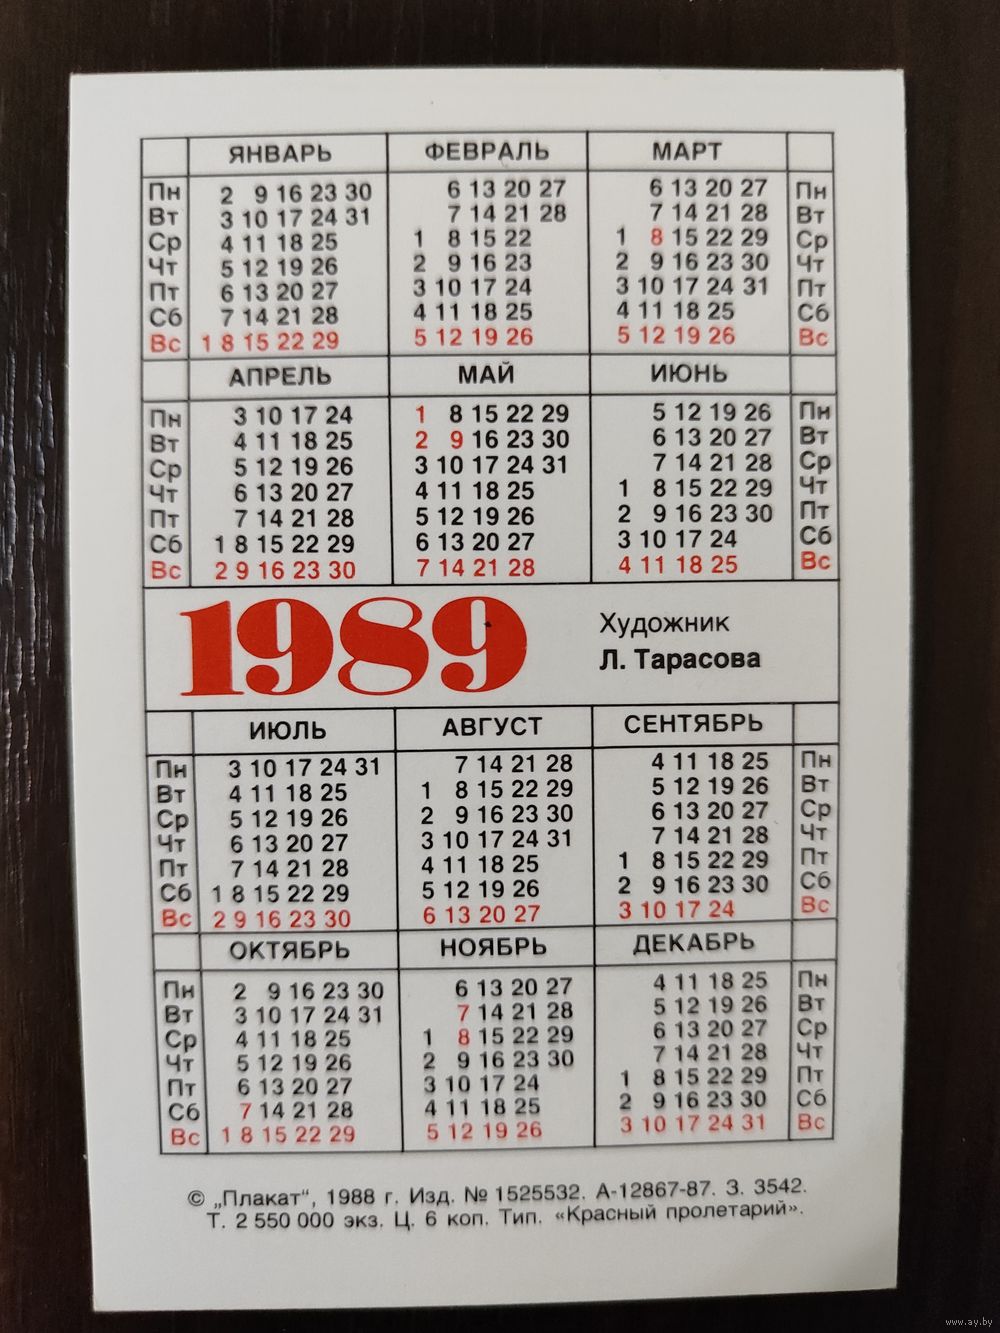 ЯНВАРЬ ФЕВРАЛЬ МАРТ
Пн 2 9 16 23 30 6 13 20 27 6 13 20 27 Пн
Вт 3 10 17 24 31 7 14 21 28 7 14 21 28 Вт
Ср 4 11 18 25 1 8 15 22 1 8 15 22 29 Ср
Чт 5 12 19 26 2 9 16 23 2 9 16 23 30 Чт
Пт 6 13 20 27 3 10 17 24 3 10 17 24 31 Пт
Сб 7 14 21 28 4 11 18 25 4 11 18 25 Сб
Вс 1 8 15 22 29 5 12 19 26 5 12 19 26 Вс
АПРЕЛЬ МАЙ ИЮНЬ
Пн 3 10 17 24 1 8 15 22 29 5 12 19 26 Пн
Вт 4 11 18 25 2 9 16 23 30 6 13 20 27 Вт
Ср 5 12 19 26 3 10 17 24 31 7 14 21 28 Ср
Чт 6 13 20 27 4 11 18 25 1 8 15 22 29 Чт
Пт 7 14 21 28 5 12 19 26 2 9 16 23 30 Пт
Сб 1 8 15 22 29 6 13 20 27 3 10 17 24 Сб
Вс 2 9 16 23 30 7 14 21 28 4 11 18 25 Вс
1989
Художник
Л. Тарасова
ИЮЛЬ АВГУСТ СЕНТЯБРЬ
Пн 3 10 17 24 31 7 14 21 28 4 11 18 25 Пн
Вт 4 11 18 25 1 8 15 22 29 5 12 19 26 Вт
Ср 5 12 19 26 2 9 16 23 30 6 13 20 27 Ср
Чт 6 13 20 27 3 10 17 24 31 7 14 21 28 Чт
Пт 7 14 21 28 4 11 18 25 1 8 15 22 29 Пт
Сб 1 8 15 22 29 5 12 19 26 2 9 16 23 30 Сб
Вс 2 9 16 23 30 6 13 20 27 3 10 17 24 Вс
ОКТЯБРЬ НОЯБРЬ ДЕКАБРЬ
Пн 2 9 16 23 30 6 13 20 27 4 11 18 25 Пн
Вт 3 10 17 24 31 7 14 21 28 5 12 19 26 Вт
Ср 4 11 18 25 1 8 15 22 29 6 13 20 27 Ср
Чт 5 12 19 26 2 9 16 23 30 7 14 21 28 Чт
Пт 6 13 20 27 3 10 17 24 1 8 15 22 29 Пт
Сб 7 14 21 28 4 11 18 25 2 9 16 23 30 Сб
Вс 1 8 15 22 29 5 12 19 26 3 10 17 24 31 Вс
© „Плакат“, 1988 г. Изд. № 1525532. А-12867-87. З. 3542.
Т. 2 550 000 экз. Ц. 6 коп. Тип. «Красный пролетарий».
www.ay.by